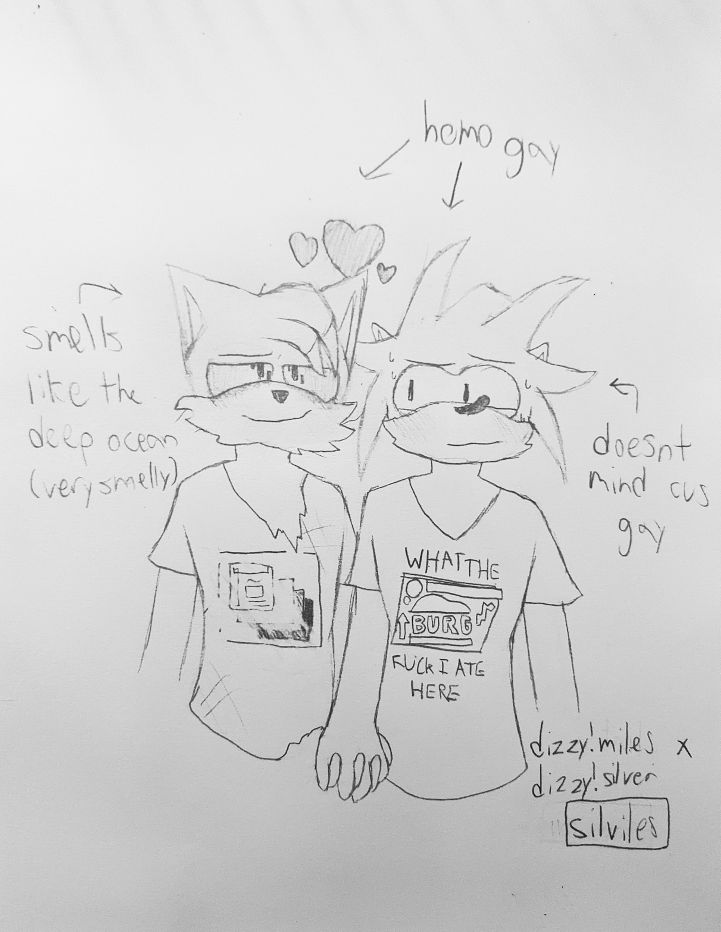 homo gay
smells
like the
deep ocean
(very smelly)
doesnt
mind cus
gay
WHAT THE
BURG
FUCK I ATE
HERE
dizzy!miles x
dizzy!silver
silviles